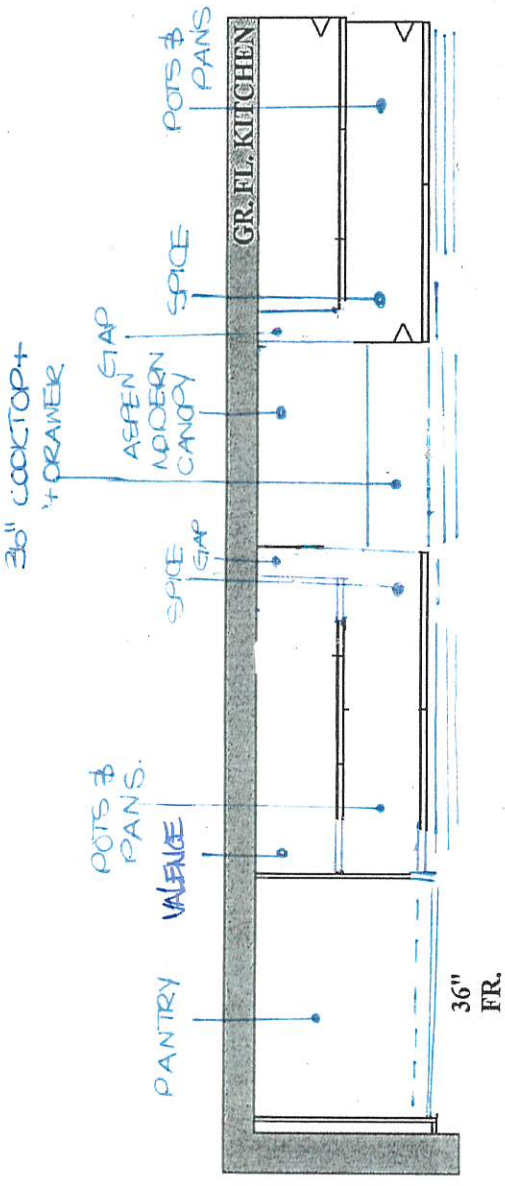 36" COOKTOP+
+ DRAWER
POTS &
PANS
GAP
SPICE
ASPEN
MODERN
CANOPY
SPICE
GAP
POTS &
PANS.
VALENCE
PANTRY
GR. FL. KITCHEN
36"
FR.